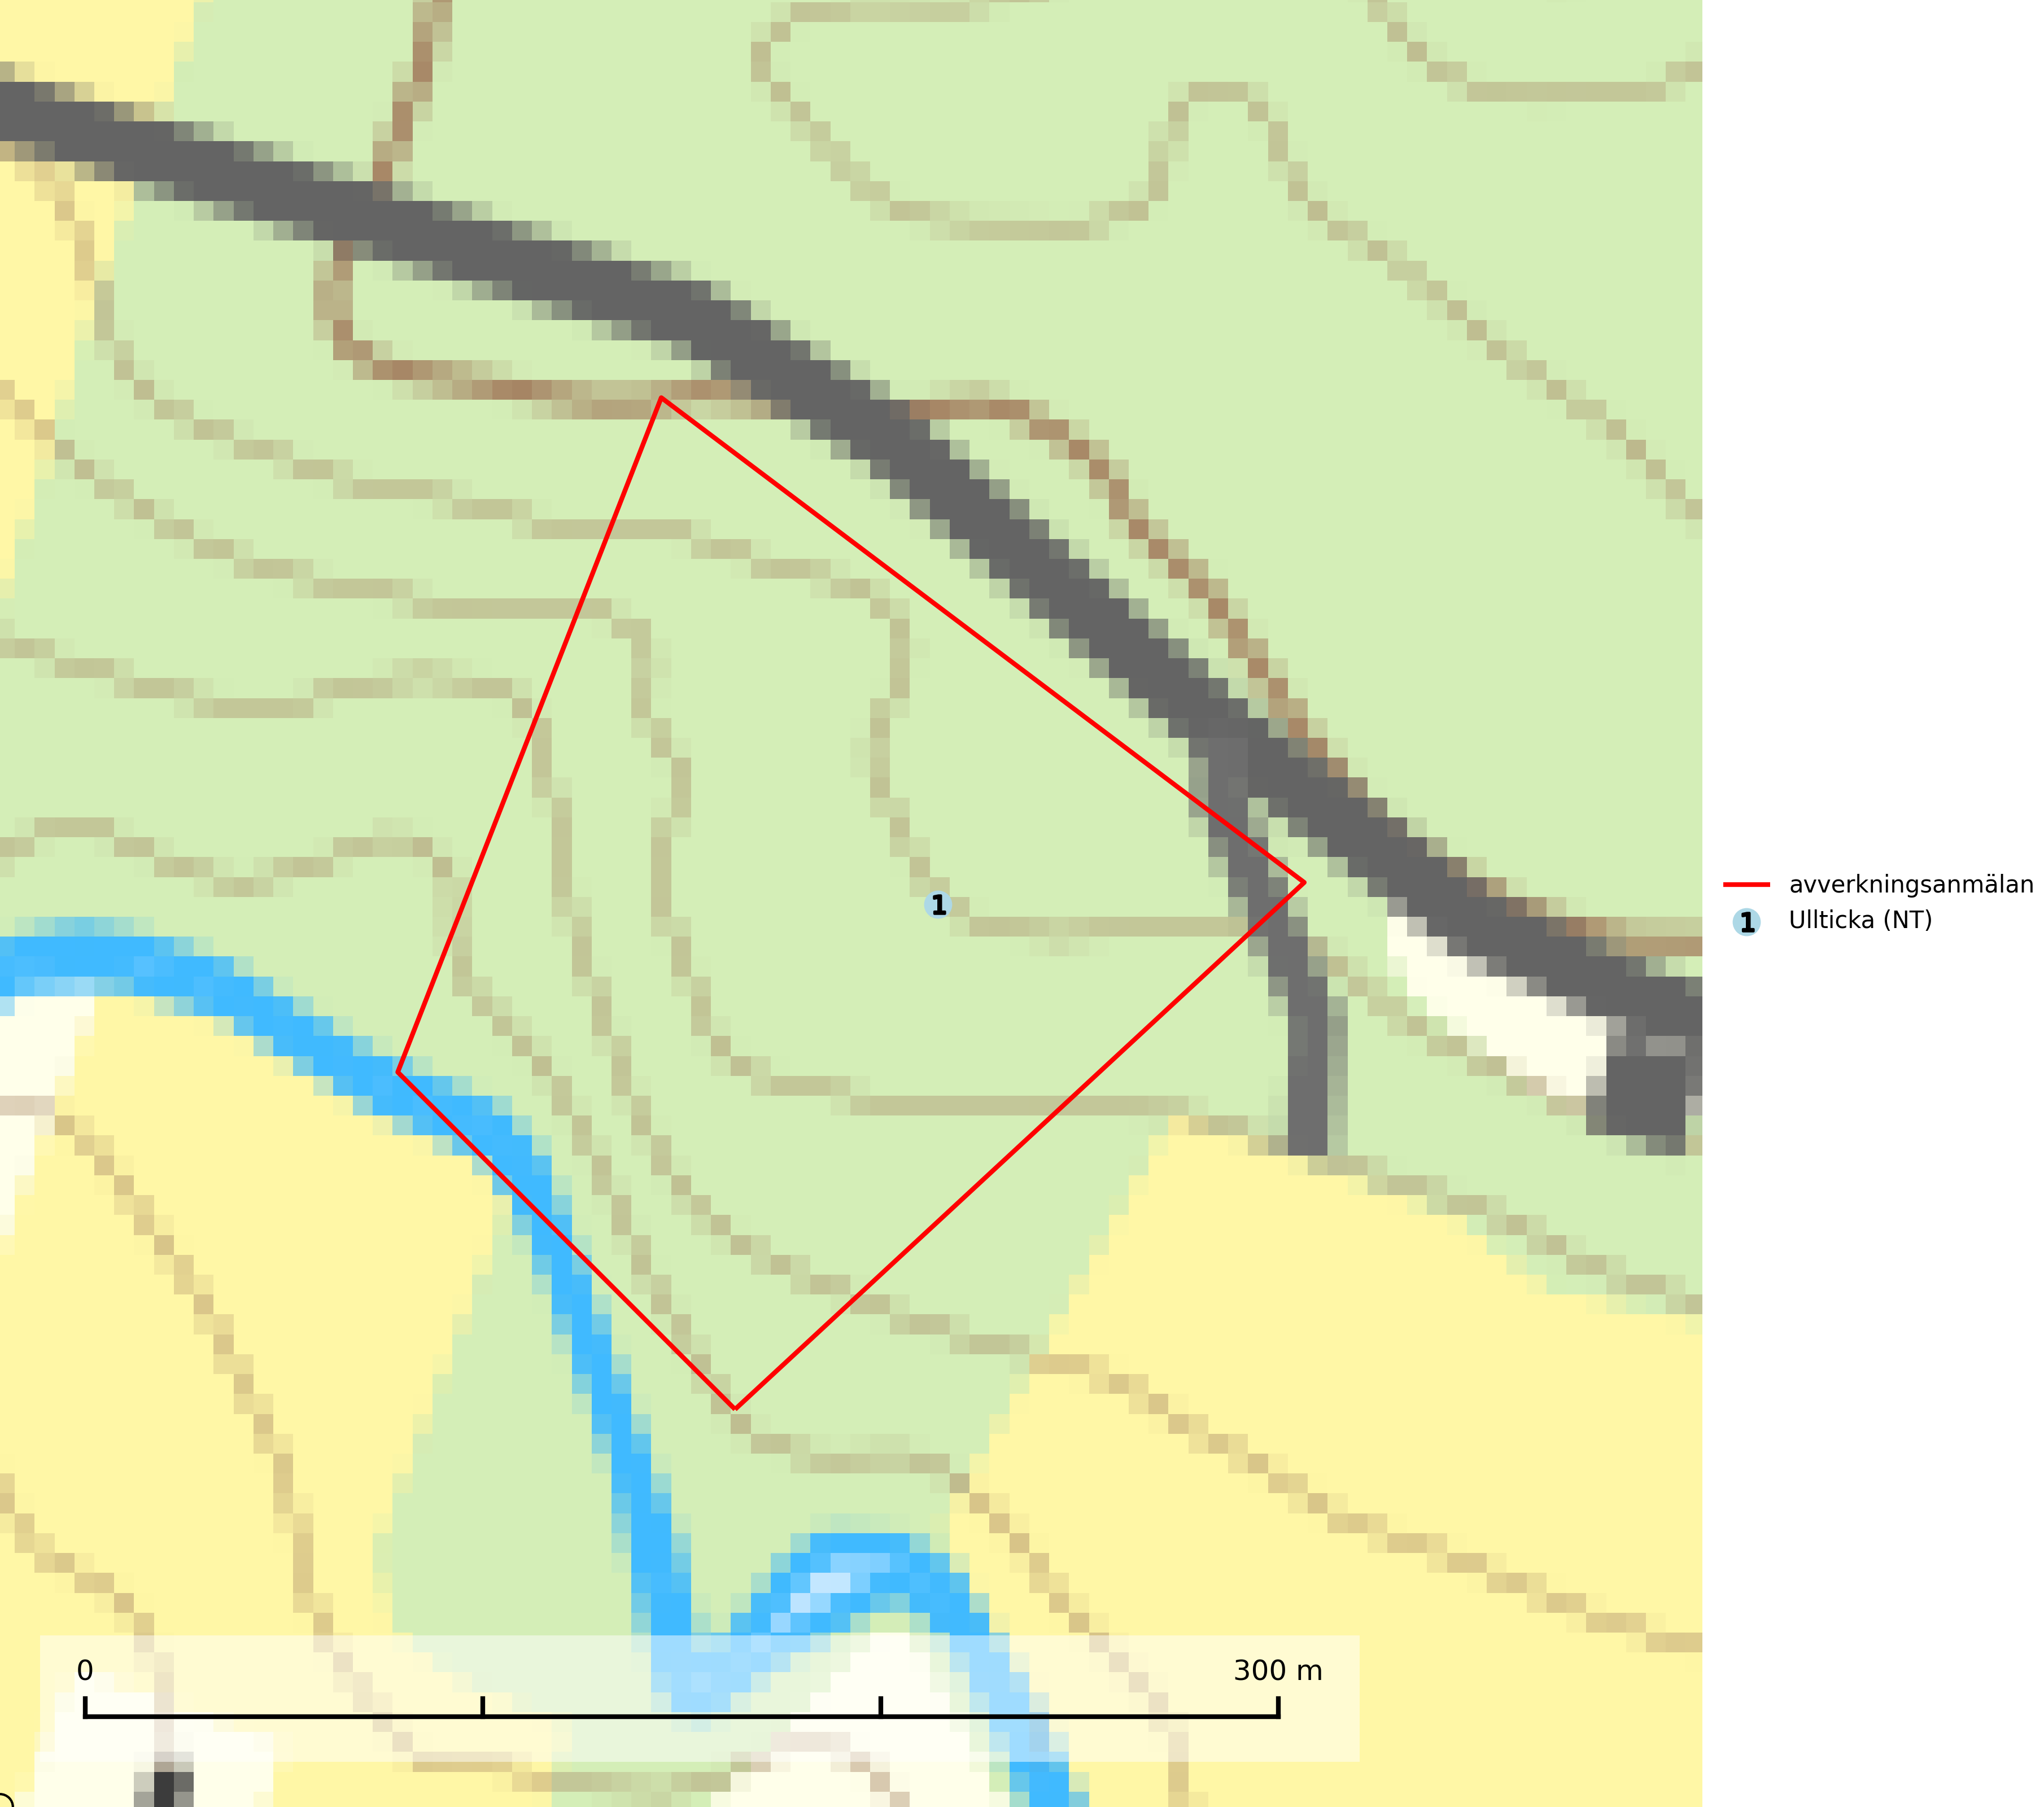 1
avverkningsanmälan
1 Ullticka (NT)
0 300 m